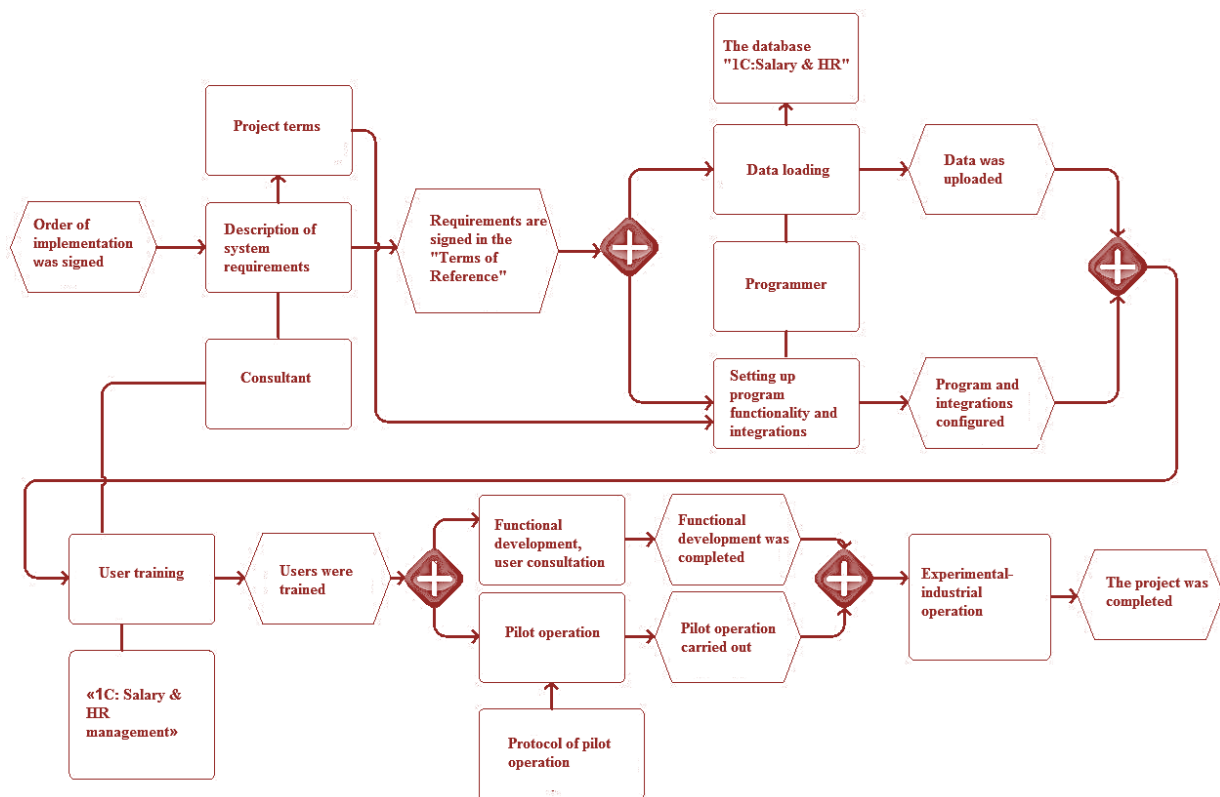 The database
"1C:Salary & HR"
Project terms
Data loading
Data was
uploaded
Order of
implementation
was signed
Description of
system
requirements
Requirements are
signed in the
"Terms of
Reference"
Programmer
Consultant
Setting up
program
functionality and
integrations
Program and
integrations
configured
User training
Users were
trained
Functional
development,
user consultation
Functional
development was
completed
Pilot operation
Pilot operation
carried out
Experimental-
industrial
operation
The project was
completed
«1C: Salary &
HR
management»
Protocol of pilot
operation